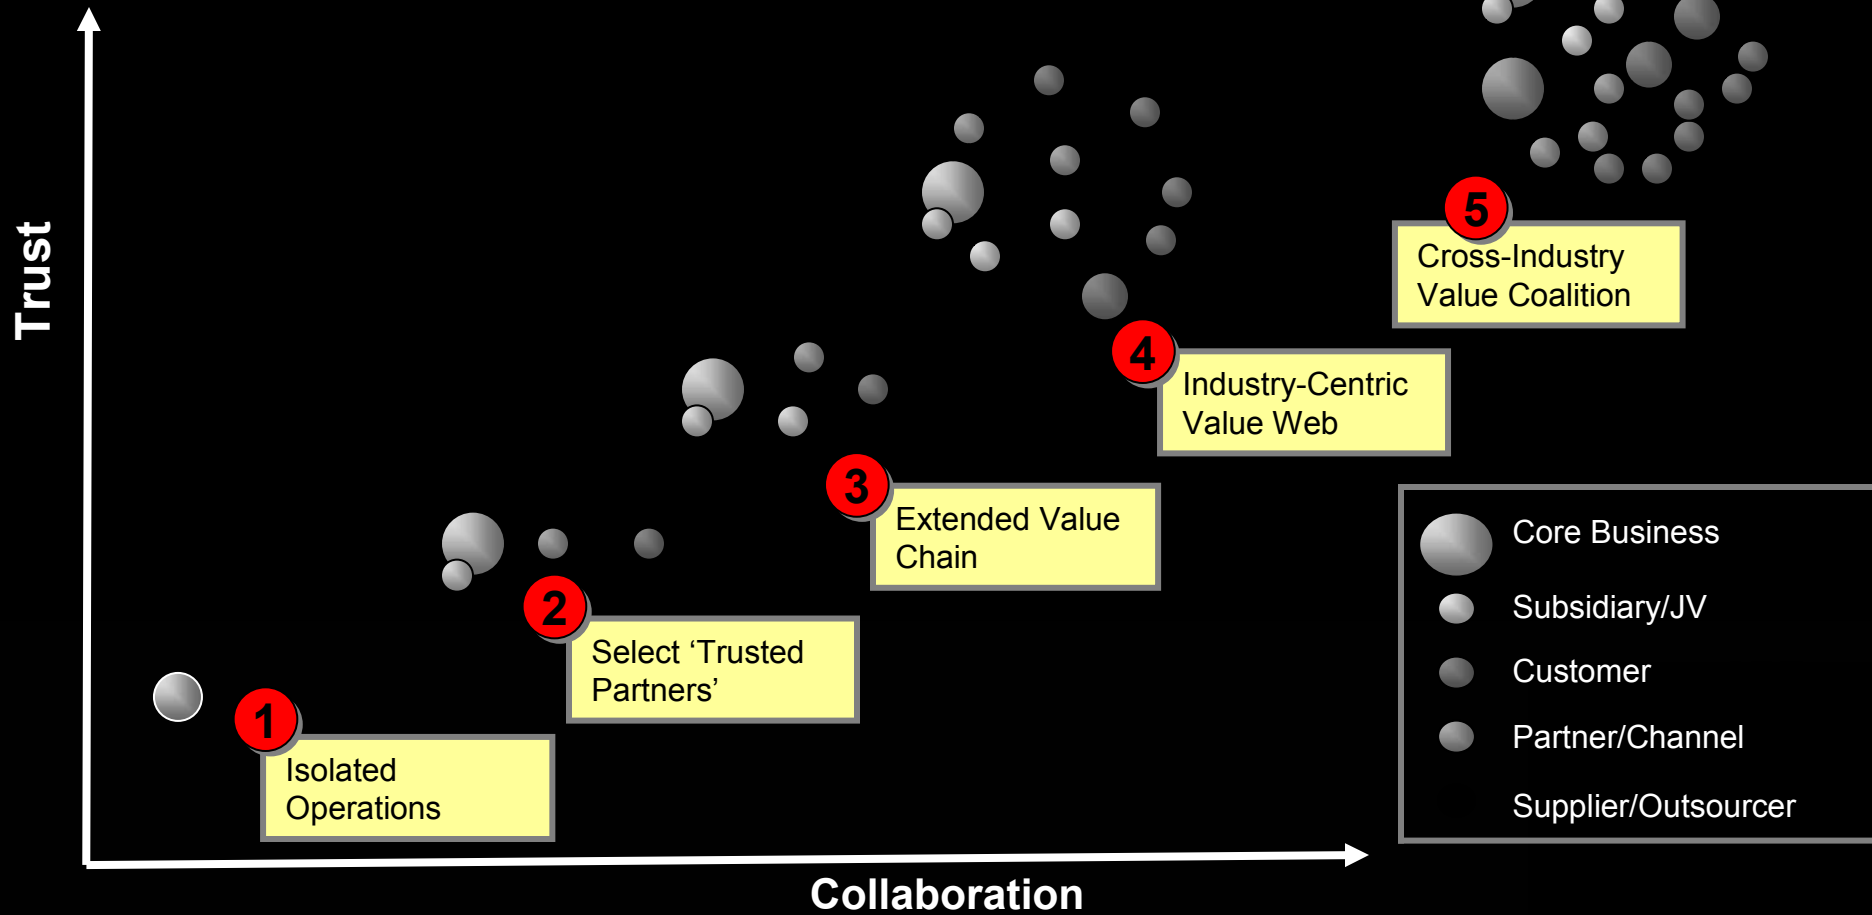 Trust
5
Cross-Industry
Value Coalition
4
Industry-Centric
Value Web
3
Extended Value
Chain
2
Select ‘Trusted
Partners’
1
Isolated
Operations
Core Business
Subsidiary/JV
Customer
Partner/Channel
Supplier/Outsourcer
Collaboration